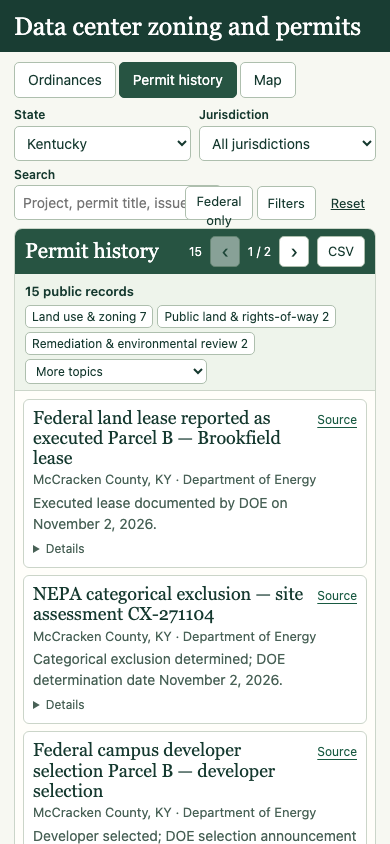 Data center zoning and permits
Ordinances
Permit history
Map
State
Jurisdiction
Kentucky
All jurisdictions
Search
Project, permit title, issue
Federal
only
Filters
Reset
Permit history
15
‹
1 / 2
›
CSV
15 public records
Land use & zoning 7
Public land & rights-of-way 2
Remediation & environmental review 2
More topics
Federal land lease reported as
executed Parcel B — Brookfield
lease
Source
McCracken County, KY · Department of Energy
Executed lease documented by DOE on
November 2, 2026.
Details
NEPA categorical exclusion — site
assessment CX-271104
Source
McCracken County, KY · Department of Energy
Categorical exclusion determined; DOE
determination date November 2, 2026.
Details
Federal campus developer
selection Parcel B — developer
selection
Source
McCracken County, KY · Department of Energy
Developer selected; DOE selection announcement